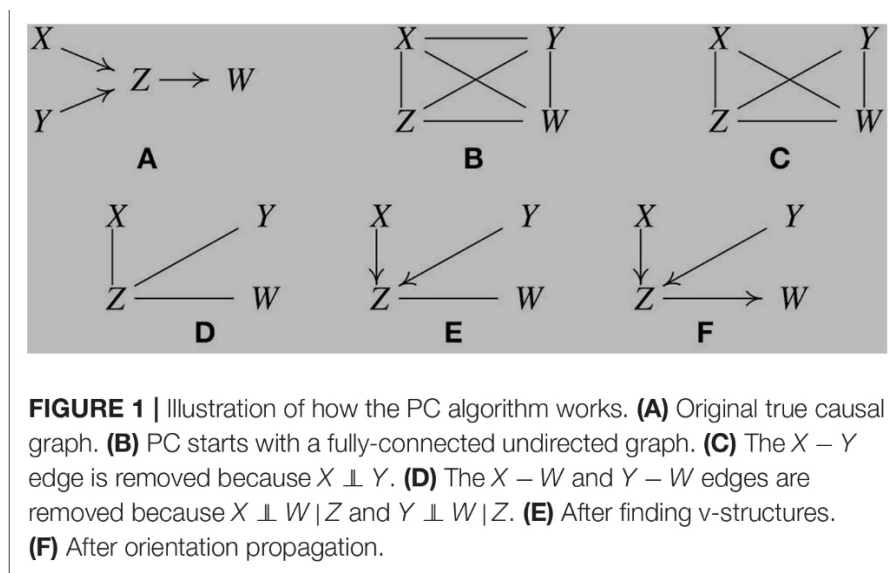 X
Z → W
Y
A
X Y
Z W
B
X Y
Z W
C
X Y
Z W
D
X Y
Z W
E
X Y
Z W
F
FIGURE 1 | Illustration of how the PC algorithm works. (A) Original true causal
graph. (B) PC starts with a fully-connected undirected graph. (C) The X − Y
edge is removed because X ⫫ Y. (D) The X − W and Y − W edges are
removed because X ⫫ W | Z and Y ⫫ W | Z. (E) After finding v-structures.
(F) After orientation propagation.